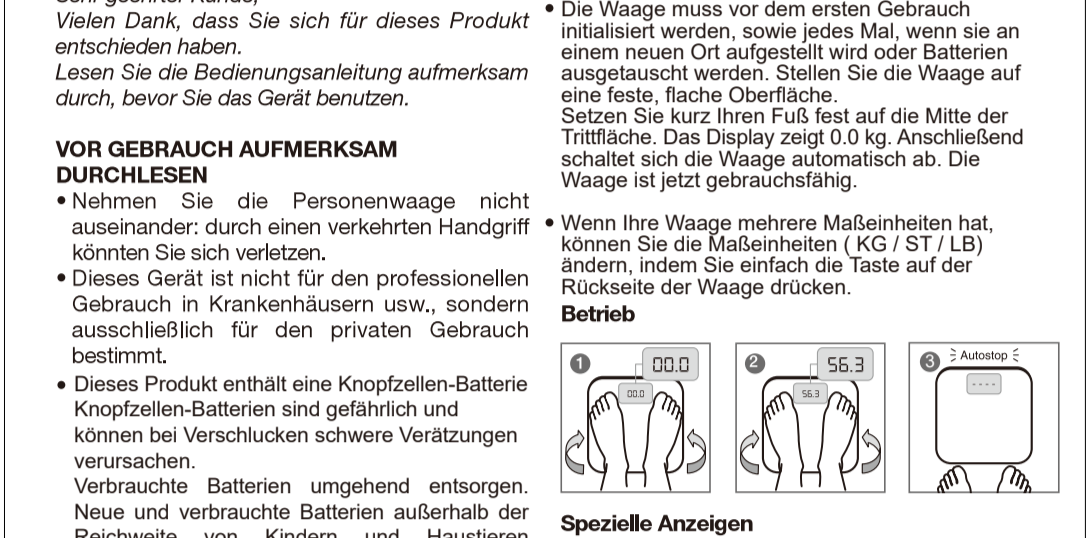 Sehr geehrter Kunde,
Vielen Dank, dass Sie sich für dieses Produkt
entschieden haben.
Lesen Sie die Bedienungsanleitung aufmerksam
durch, bevor Sie das Gerät benutzen.
VOR GEBRAUCH AUFMERKSAM
DURCHLESEN
• Nehmen Sie die Personenwaage nicht
auseinander: durch einen verkehrten Handgriff
könnten Sie sich verletzen.
• Dieses Gerät ist nicht für den professionellen
Gebrauch in Krankenhäusern usw., sondern
ausschließlich für den privaten Gebrauch
bestimmt.
• Dieses Produkt enthält eine Knopfzellen-Batterie
Knopfzellen-Batterien sind gefährlich und
können bei Verschlucken schwere Verätzungen
verursachen.
Verbrauchte Batterien umgehend entsorgen.
Neue und verbrauchte Batterien außerhalb der
Reichweite von Kindern und Haustieren
• Die Waage muss vor dem ersten Gebrauch
initialisiert werden, sowie jedes Mal, wenn sie an
einem neuen Ort aufgestellt wird oder Batterien
ausgetauscht werden. Stellen Sie die Waage auf
eine feste, flache Oberfläche.
Setzen Sie kurz Ihren Fuß fest auf die Mitte der
Trittfläche. Das Display zeigt 0.0 kg. Anschließend
schaltet sich die Waage automatisch ab. Die
Waage ist jetzt gebrauchsfähig.
• Wenn Ihre Waage mehrere Maßeinheiten hat,
können Sie die Maßeinheiten ( KG / ST / LB)
ändern, indem Sie einfach die Taste auf der
Rückseite der Waage drücken.
Betrieb
1 00.0
00.0
2 56.3
56.3
3 Autostop
- - - -
Spezielle Anzeigen